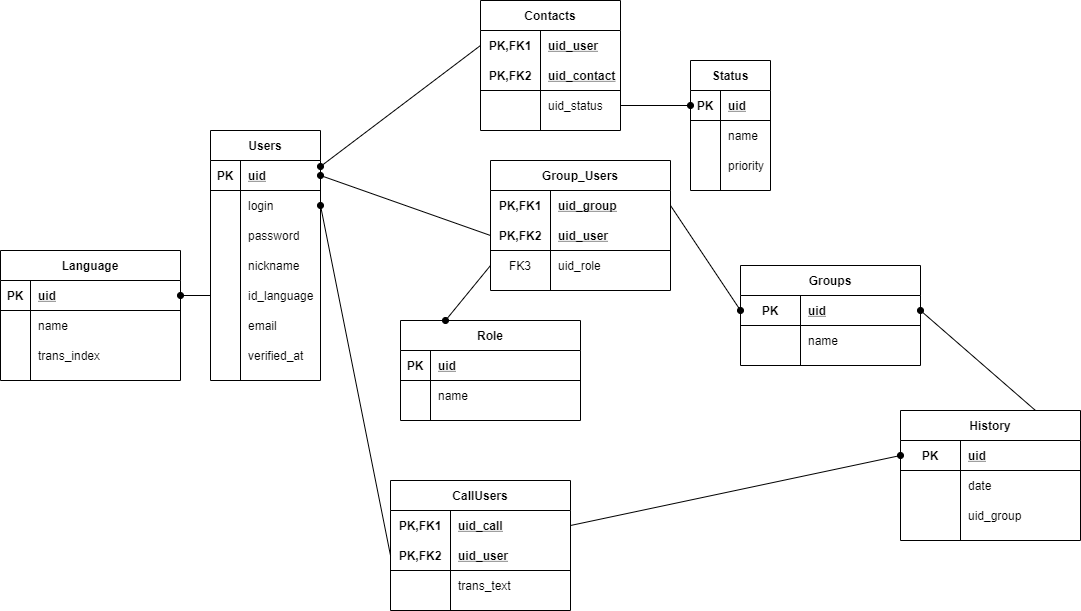 Contacts
PK,FK1 uid_user
PK,FK2 uid_contact
uid_status
Status
PK uid
name
priority
Users
PK uid
login
password
nickname
id_language
email
verified_at
Group_Users
PK,FK1 uid_group
PK,FK2 uid_user
FK3 uid_role
Language
PK uid
name
trans_index
Groups
PK uid
name
Role
PK uid
name
History
PK uid
date
uid_group
CallUsers
PK,FK1 uid_call
PK,FK2 uid_user
trans_text